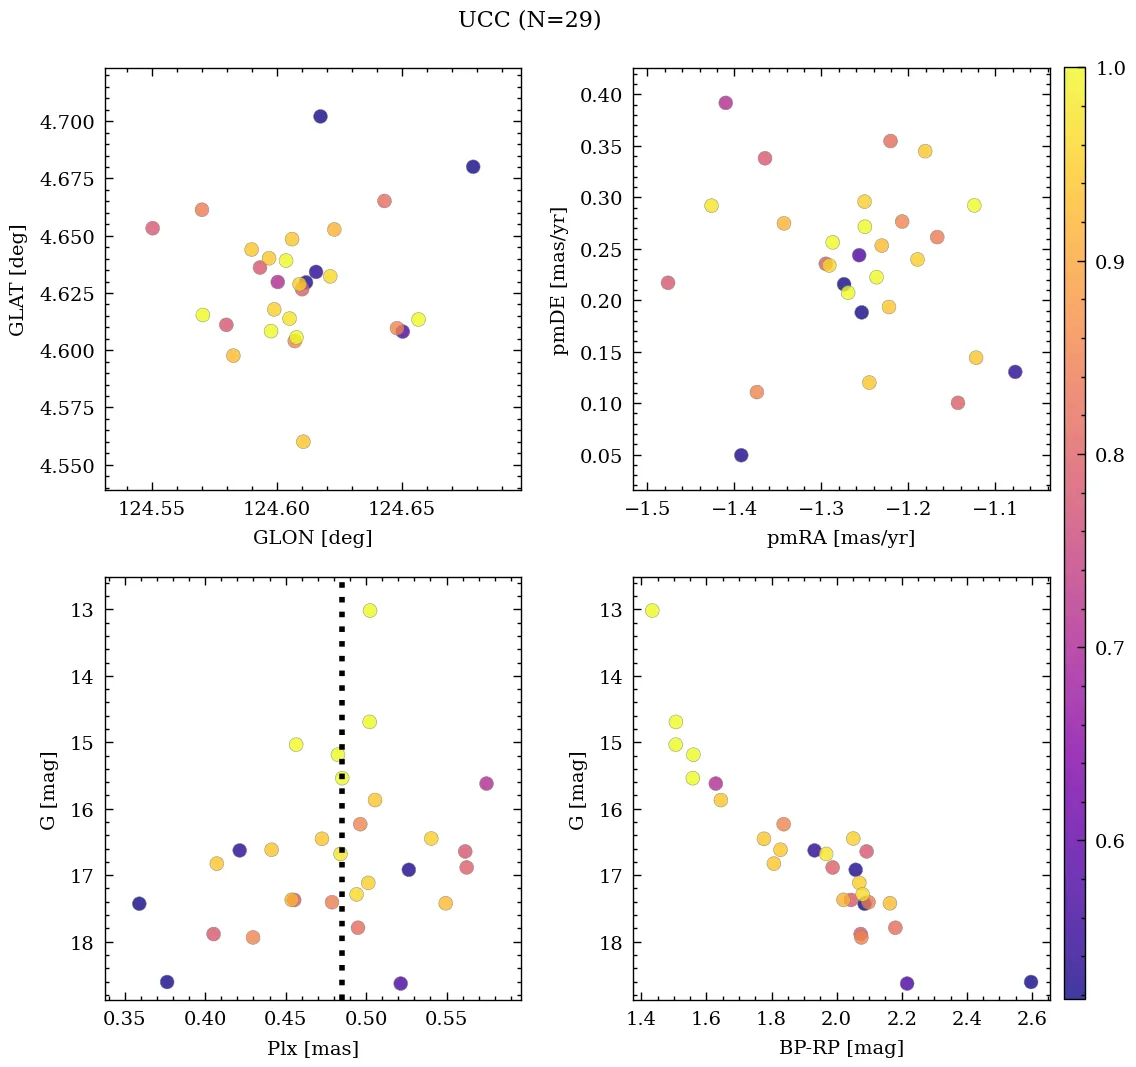 UCC (N=29)
4.700
4.675
4.650
4.625
4.600
4.575
4.550
GLAT [deg]
124.55 124.60 124.65
GLON [deg]
0.40
0.35
0.30
0.25
0.20
0.15
0.10
0.05
pmDE [mas/yr]
−1.5 −1.4 −1.3 −1.2 −1.1
pmRA [mas/yr]
13
14
15
16
17
18
G [mag]
0.35 0.40 0.45 0.50 0.55
Plx [mas]
13
14
15
16
17
18
G [mag]
1.4 1.6 1.8 2.0 2.2 2.4 2.6
BP-RP [mag]
1.0
0.9
0.8
0.7
0.6